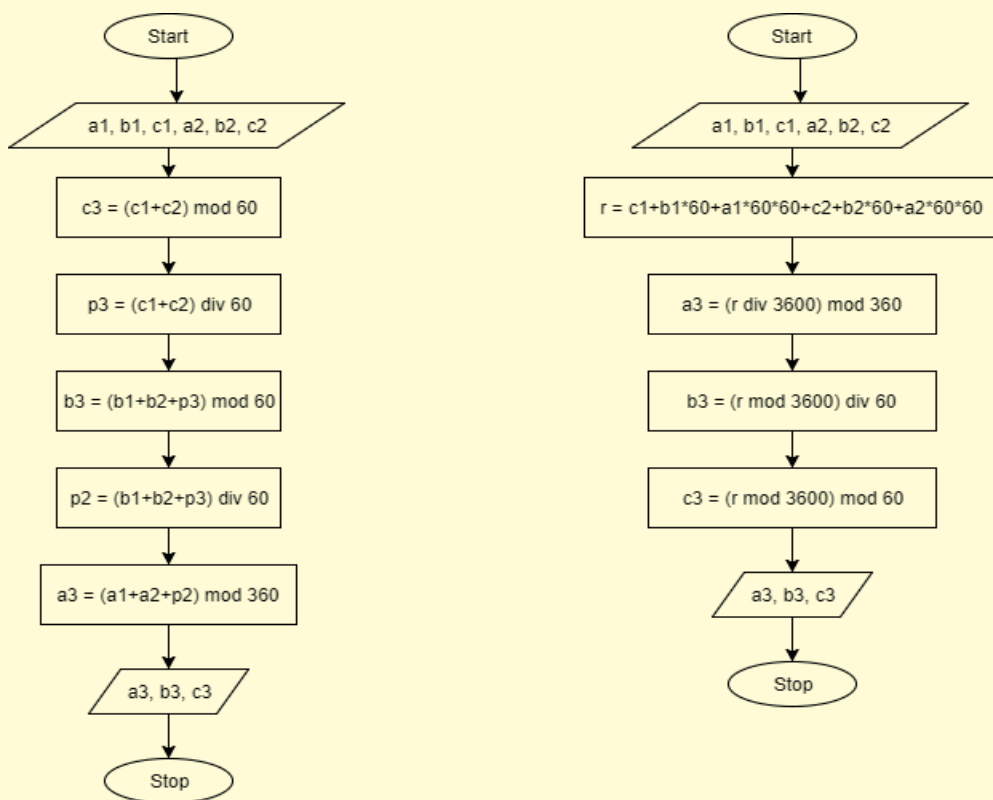 Start
a1, b1, c1, a2, b2, c2
c3 = (c1+c2) mod 60
p3 = (c1+c2) div 60
b3 = (b1+b2+p3) mod 60
p2 = (b1+b2+p3) div 60
a3 = (a1+a2+p2) mod 360
a3, b3, c3
Stop
Start
a1, b1, c1, a2, b2, c2
r = c1+b1*60+a1*60*60+c2+b2*60+a2*60*60
a3 = (r div 3600) mod 360
b3 = (r mod 3600) div 60
c3 = (r mod 3600) mod 60
a3, b3, c3
Stop